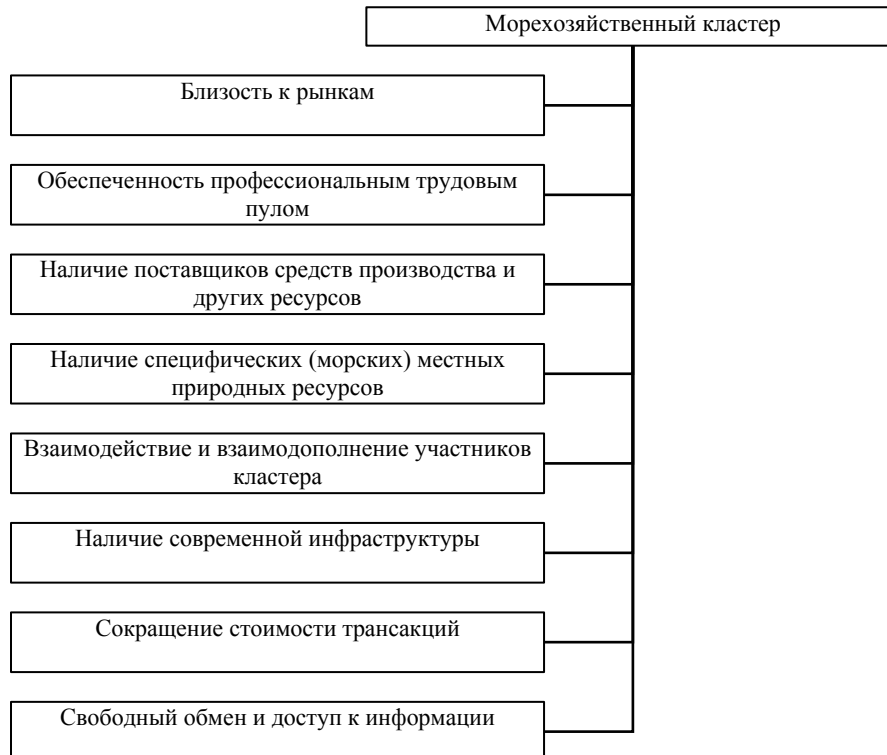 Морехозяйственный кластер
Близость к рынкам
Обеспеченность профессиональным трудовым
пулом
Наличие поставщиков средств производства и
других ресурсов
Наличие специфических (морских) местных
природных ресурсов
Взаимодействие и взаимодополнение участников
кластера
Наличие современной инфраструктуры
Сокращение стоимости трансакций
Свободный обмен и доступ к информации